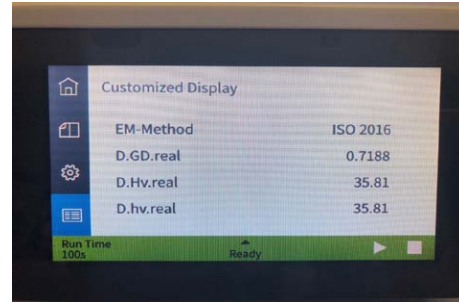 Customized Display
EM-Method ISO 2016
D.GD.real 0.7188
D.Hv.real 35.81
D.hv.real 35.81
Run Time
100s
Ready